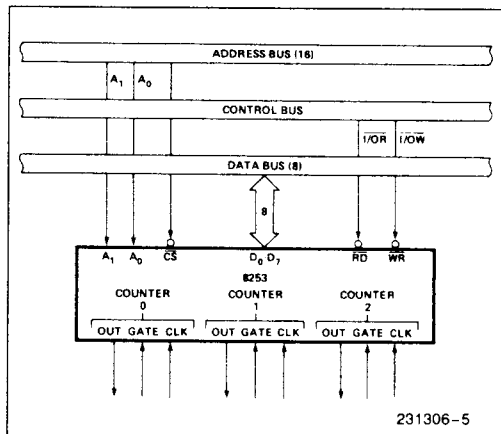 ADDRESS BUS (16)
A₁ A₀
CONTROL BUS
I/OR I/OW
DATA BUS (8)
8
A₁ A₀ CS D₀-D₇ RD WR
8253
COUNTER 0 COUNTER 1 COUNTER 2
OUT GATE CLK OUT GATE CLK OUT GATE CLK
231306-5